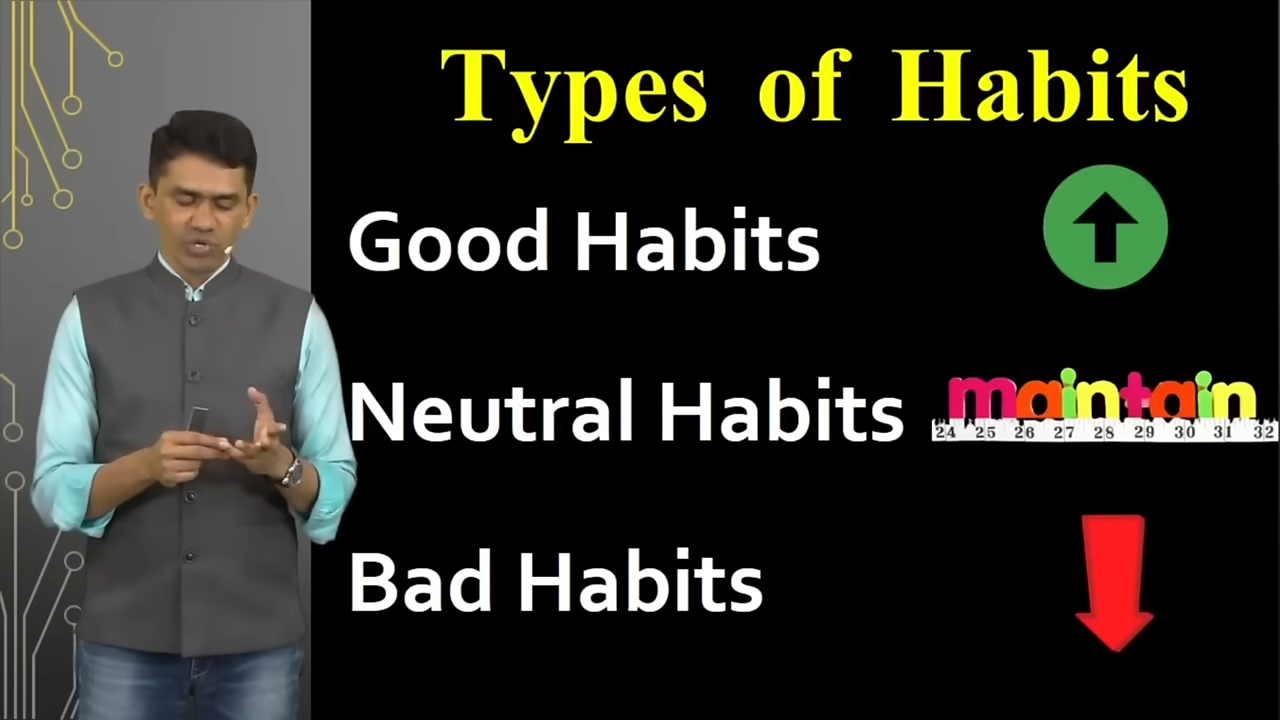 Types of Habits
Good Habits
Neutral Habits
maintain
24 25 26 27 28 29 30 31 32
Bad Habits